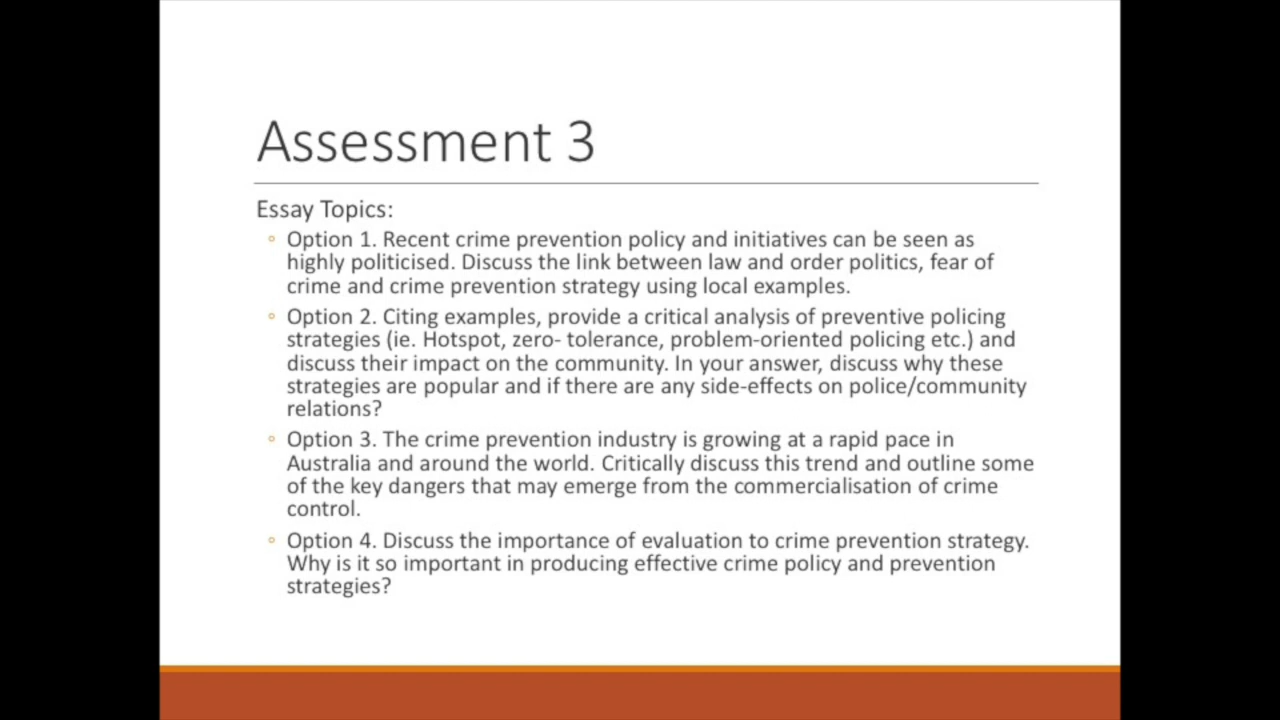 Assessment 3
Essay Topics:
◦ Option 1. Recent crime prevention policy and initiatives can be seen as
highly politicised. Discuss the link between law and order politics, fear of
crime and crime prevention strategy using local examples.
◦ Option 2. Citing examples, provide a critical analysis of preventive policing
strategies (ie. Hotspot, zero- tolerance, problem-oriented policing etc.) and
discuss their impact on the community. In your answer, discuss why these
strategies are popular and if there are any side-effects on police/community
relations?
◦ Option 3. The crime prevention industry is growing at a rapid pace in
Australia and around the world. Critically discuss this trend and outline some
of the key dangers that may emerge from the commercialisation of crime
control.
◦ Option 4. Discuss the importance of evaluation to crime prevention strategy.
Why is it so important in producing effective crime policy and prevention
strategies?